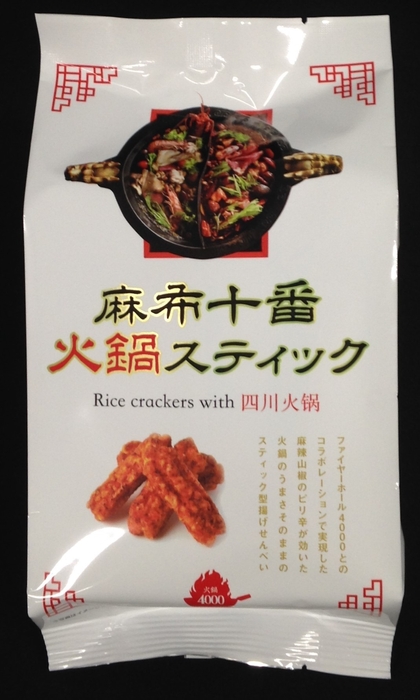 麻布十番
火鍋スティック
Rice crackers with 四川火锅
ファイヤーホール4000との
コラボレーションで実現した
麻辣山椒のピリ辛が効いた
火鍋のうまさそのままの
スティック型揚げせんべい
火鍋
4000